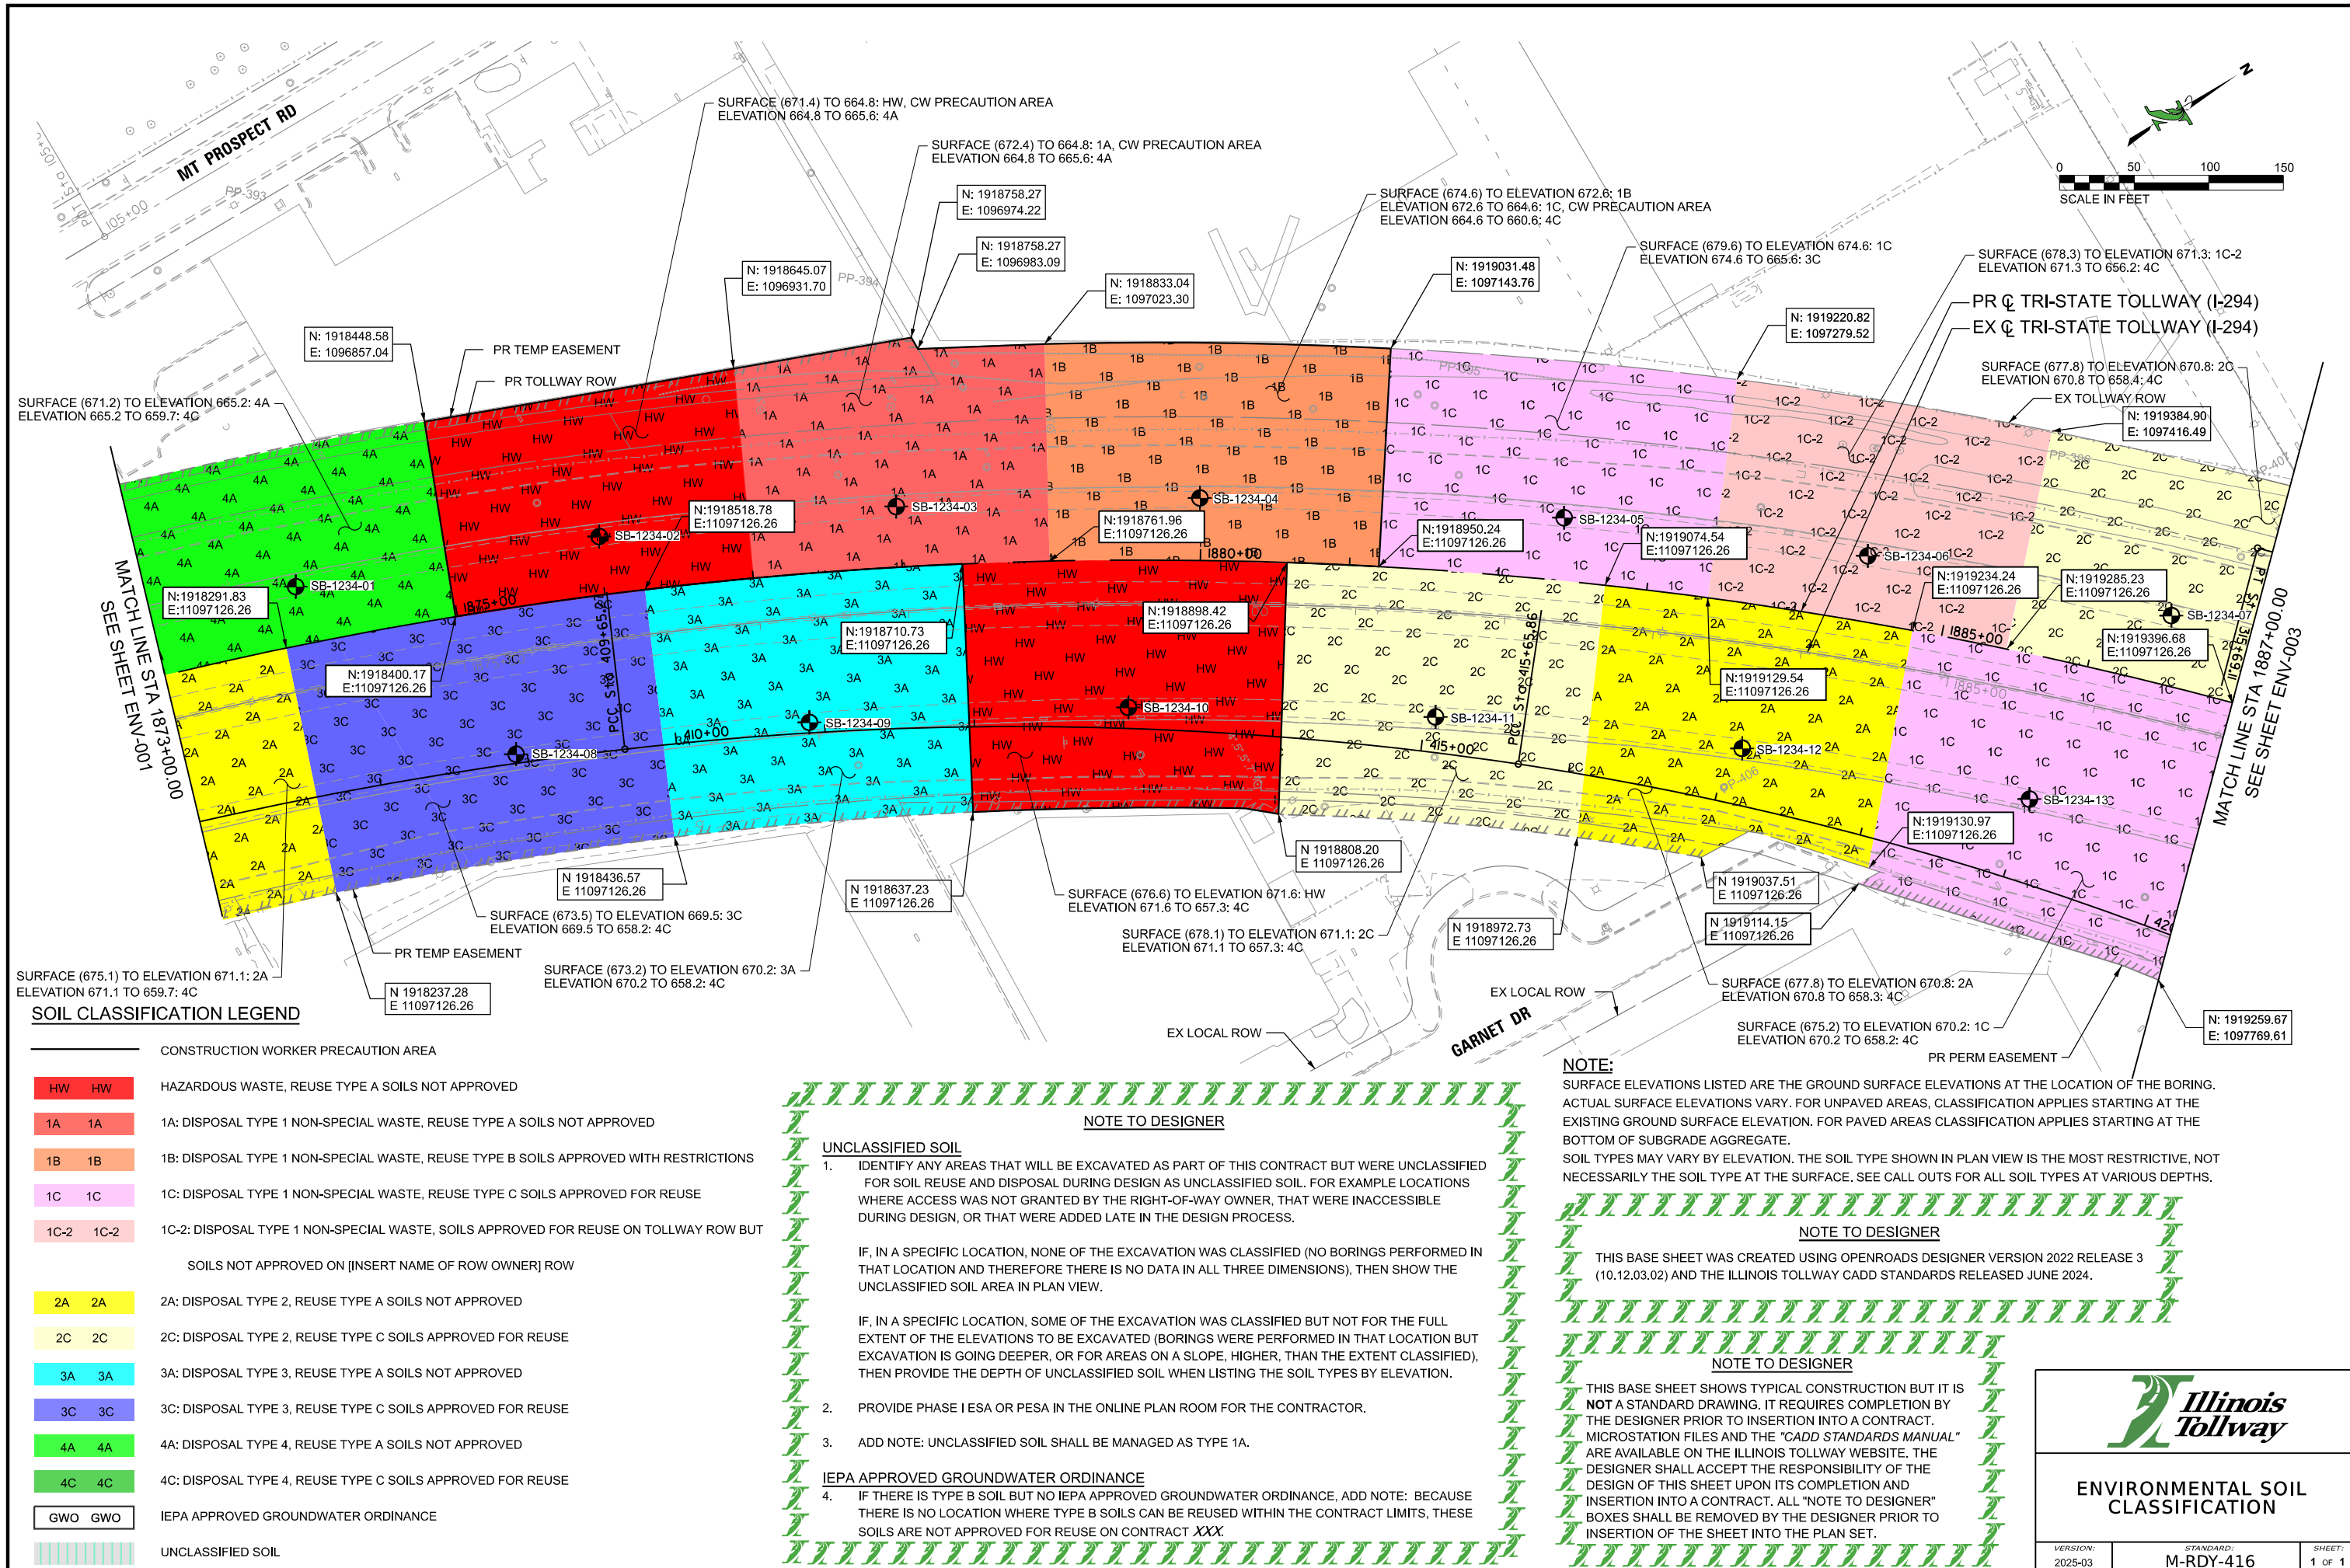 MT PROSPECT RD
PP-393
105+00
SURFACE (671.4) TO 664.8: HW, CW PRECAUTION AREA
ELEVATION 664.8 TO 665.6: 4A
SURFACE (672.4) TO 664.8: 1A, CW PRECAUTION AREA
ELEVATION 664.8 TO 665.6: 4A
SURFACE (674.6) TO ELEVATION 672.6: 1B
ELEVATION 672.6 TO 664.6: 1C, CW PRECAUTION AREA
ELEVATION 664.6 TO 660.6: 4C
SURFACE (679.6) TO ELEVATION 674.6: 1C
ELEVATION 674.6 TO 665.6: 3C
SURFACE (678.3) TO ELEVATION 671.3: 1C-2
ELEVATION 671.3 TO 656.2: 4C
PR ℄ TRI-STATE TOLLWAY (I-294)
EX ℄ TRI-STATE TOLLWAY (I-294)
SURFACE (677.8) TO ELEVATION 670.8: 2C
ELEVATION 670.8 TO 658.4: 4C
EX TOLLWAY ROW
N
0 50 100 150
SCALE IN FEET
N: 1918758.27
E: 1096974.22
N: 1918758.27
E: 1096983.09
N: 1918645.07
E: 1096931.70
PP-394
N: 1918833.04
E: 1097023.30
N: 1919031.48
E: 1097143.76
N: 1919220.82
E: 1097279.52
N: 1919384.90
E: 1097416.49
N: 1918448.58
E: 1096857.04
PR TEMP EASEMENT
PR TOLLWAY ROW
SURFACE (671.2) TO ELEVATION 665.2: 4A
ELEVATION 665.2 TO 659.7: 4C
PP-395
PP-396
PP-407
SB-1234-01
SB-1234-02
SB-1234-03
SB-1234-04
SB-1234-05
SB-1234-06
SB-1234-07
N:1918291.83
E:11097126.26
N:1918518.78
E:11097126.26
N:1918761.96
E:11097126.26
N:1918950.24
E:11097126.26
N:1919074.54
E:11097126.26
N:1919234.24
E:11097126.26
N:1919285.23
E:11097126.26
N:1919396.68
E:11097126.26
N:1918400.17
E:11097126.26
N:1918710.73
E:11097126.26
N:1918898.42
E:11097126.26
N:1919129.54
E:11097126.26
N:1919130.97
E:11097126.26
1875+00
1880+00
1885+00
410+00
415+00
PCC Sta 415+65.86
MATCH LINE STA 1873+00.00
SEE SHEET ENV-001
MATCH LINE STA 1887+00.00
SEE SHEET ENV-003
SB-1234-08
SB-1234-09
SB-1234-10
SB-1234-11
SB-1234-12
SB-1234-13
PP-406
N 1918436.57
E 11097126.26
N 1918637.23
E 11097126.26
N 1918808.20
E 11097126.26
N 1918972.73
E 11097126.26
N 1919037.51
E 11097126.26
N 1919114.15
E 11097126.26
N 1918237.28
E 11097126.26
N: 1919259.67
E: 1097769.61
SURFACE (673.5) TO ELEVATION 669.5: 3C
ELEVATION 669.5 TO 658.2: 4C
PR TEMP EASEMENT
SURFACE (673.2) TO ELEVATION 670.2: 3A
ELEVATION 670.2 TO 658.2: 4C
SURFACE (676.6) TO ELEVATION 671.6: HW
ELEVATION 671.6 TO 657.3: 4C
SURFACE (678.1) TO ELEVATION 671.1: 2C
ELEVATION 671.1 TO 657.3: 4C
SURFACE (675.1) TO ELEVATION 671.1: 2A
ELEVATION 671.1 TO 659.7: 4C
SURFACE (677.8) TO ELEVATION 670.8: 2A
ELEVATION 670.8 TO 658.3: 4C
SURFACE (675.2) TO ELEVATION 670.2: 1C
ELEVATION 670.2 TO 658.2: 4C
EX LOCAL ROW
EX LOCAL ROW
GARNET DR
PR PERM EASEMENT
SOIL CLASSIFICATION LEGEND
CONSTRUCTION WORKER PRECAUTION AREA
HW HW HAZARDOUS WASTE, REUSE TYPE A SOILS NOT APPROVED
1A 1A 1A: DISPOSAL TYPE 1 NON-SPECIAL WASTE, REUSE TYPE A SOILS NOT APPROVED
1B 1B 1B: DISPOSAL TYPE 1 NON-SPECIAL WASTE, REUSE TYPE B SOILS APPROVED WITH RESTRICTIONS
1C 1C 1C: DISPOSAL TYPE 1 NON-SPECIAL WASTE, REUSE TYPE C SOILS APPROVED FOR REUSE
1C-2 1C-2 1C-2: DISPOSAL TYPE 1 NON-SPECIAL WASTE, SOILS APPROVED FOR REUSE ON TOLLWAY ROW BUT
SOILS NOT APPROVED ON [INSERT NAME OF ROW OWNER] ROW
2A 2A 2A: DISPOSAL TYPE 2, REUSE TYPE A SOILS NOT APPROVED
2C 2C 2C: DISPOSAL TYPE 2, REUSE TYPE C SOILS APPROVED FOR REUSE
3A 3A 3A: DISPOSAL TYPE 3, REUSE TYPE A SOILS NOT APPROVED
3C 3C 3C: DISPOSAL TYPE 3, REUSE TYPE C SOILS APPROVED FOR REUSE
4A 4A 4A: DISPOSAL TYPE 4, REUSE TYPE A SOILS NOT APPROVED
4C 4C 4C: DISPOSAL TYPE 4, REUSE TYPE C SOILS APPROVED FOR REUSE
GWO GWO IEPA APPROVED GROUNDWATER ORDINANCE
UNCLASSIFIED SOIL
NOTE TO DESIGNER
UNCLASSIFIED SOIL
1. IDENTIFY ANY AREAS THAT WILL BE EXCAVATED AS PART OF THIS CONTRACT BUT WERE UNCLASSIFIED
FOR SOIL REUSE AND DISPOSAL DURING DESIGN AS UNCLASSIFIED SOIL. FOR EXAMPLE LOCATIONS
WHERE ACCESS WAS NOT GRANTED BY THE RIGHT-OF-WAY OWNER, THAT WERE INACCESSIBLE
DURING DESIGN, OR THAT WERE ADDED LATE IN THE DESIGN PROCESS.
IF, IN A SPECIFIC LOCATION, NONE OF THE EXCAVATION WAS CLASSIFIED (NO BORINGS PERFORMED IN
THAT LOCATION AND THEREFORE THERE IS NO DATA IN ALL THREE DIMENSIONS), THEN SHOW THE
UNCLASSIFIED SOIL AREA IN PLAN VIEW.
IF, IN A SPECIFIC LOCATION, SOME OF THE EXCAVATION WAS CLASSIFIED BUT NOT FOR THE FULL
EXTENT OF THE ELEVATIONS TO BE EXCAVATED (BORINGS WERE PERFORMED IN THAT LOCATION BUT
EXCAVATION IS GOING DEEPER, OR FOR AREAS ON A SLOPE, HIGHER, THAN THE EXTENT CLASSIFIED),
THEN PROVIDE THE DEPTH OF UNCLASSIFIED SOIL WHEN LISTING THE SOIL TYPES BY ELEVATION.
2. PROVIDE PHASE I ESA OR PESA IN THE ONLINE PLAN ROOM FOR THE CONTRACTOR.
3. ADD NOTE: UNCLASSIFIED SOIL SHALL BE MANAGED AS TYPE 1A.
IEPA APPROVED GROUNDWATER ORDINANCE
4. IF THERE IS TYPE B SOIL BUT NO IEPA APPROVED GROUNDWATER ORDINANCE, ADD NOTE: BECAUSE
THERE IS NO LOCATION WHERE TYPE B SOILS CAN BE REUSED WITHIN THE CONTRACT LIMITS, THESE
SOILS ARE NOT APPROVED FOR REUSE ON CONTRACT XXX.
NOTE:
SURFACE ELEVATIONS LISTED ARE THE GROUND SURFACE ELEVATIONS AT THE LOCATION OF THE BORING.
ACTUAL SURFACE ELEVATIONS VARY. FOR UNPAVED AREAS, CLASSIFICATION APPLIES STARTING AT THE
EXISTING GROUND SURFACE ELEVATION. FOR PAVED AREAS CLASSIFICATION APPLIES STARTING AT THE
BOTTOM OF SUBGRADE AGGREGATE.
SOIL TYPES MAY VARY BY ELEVATION. THE SOIL TYPE SHOWN IN PLAN VIEW IS THE MOST RESTRICTIVE, NOT
NECESSARILY THE SOIL TYPE AT THE SURFACE. SEE CALL OUTS FOR ALL SOIL TYPES AT VARIOUS DEPTHS.
NOTE TO DESIGNER
THIS BASE SHEET WAS CREATED USING OPENROADS DESIGNER VERSION 2022 RELEASE 3
(10.12.03.02) AND THE ILLINOIS TOLLWAY CADD STANDARDS RELEASED JUNE 2024.
NOTE TO DESIGNER
THIS BASE SHEET SHOWS TYPICAL CONSTRUCTION BUT IT IS
NOT A STANDARD DRAWING. IT REQUIRES COMPLETION BY
THE DESIGNER PRIOR TO INSERTION INTO A CONTRACT.
MICROSTATION FILES AND THE "CADD STANDARDS MANUAL"
ARE AVAILABLE ON THE ILLINOIS TOLLWAY WEBSITE. THE
DESIGNER SHALL ACCEPT THE RESPONSIBILITY OF THE
DESIGN OF THIS SHEET UPON ITS COMPLETION AND
INSERTION INTO A CONTRACT. ALL "NOTE TO DESIGNER"
BOXES SHALL BE REMOVED BY THE DESIGNER PRIOR TO
INSERTION OF THE SHEET INTO THE PLAN SET.
Illinois
Tollway
ENVIRONMENTAL SOIL
CLASSIFICATION
VERSION: STANDARD: SHEET:
2025-03 M-RDY-416 1 OF 1